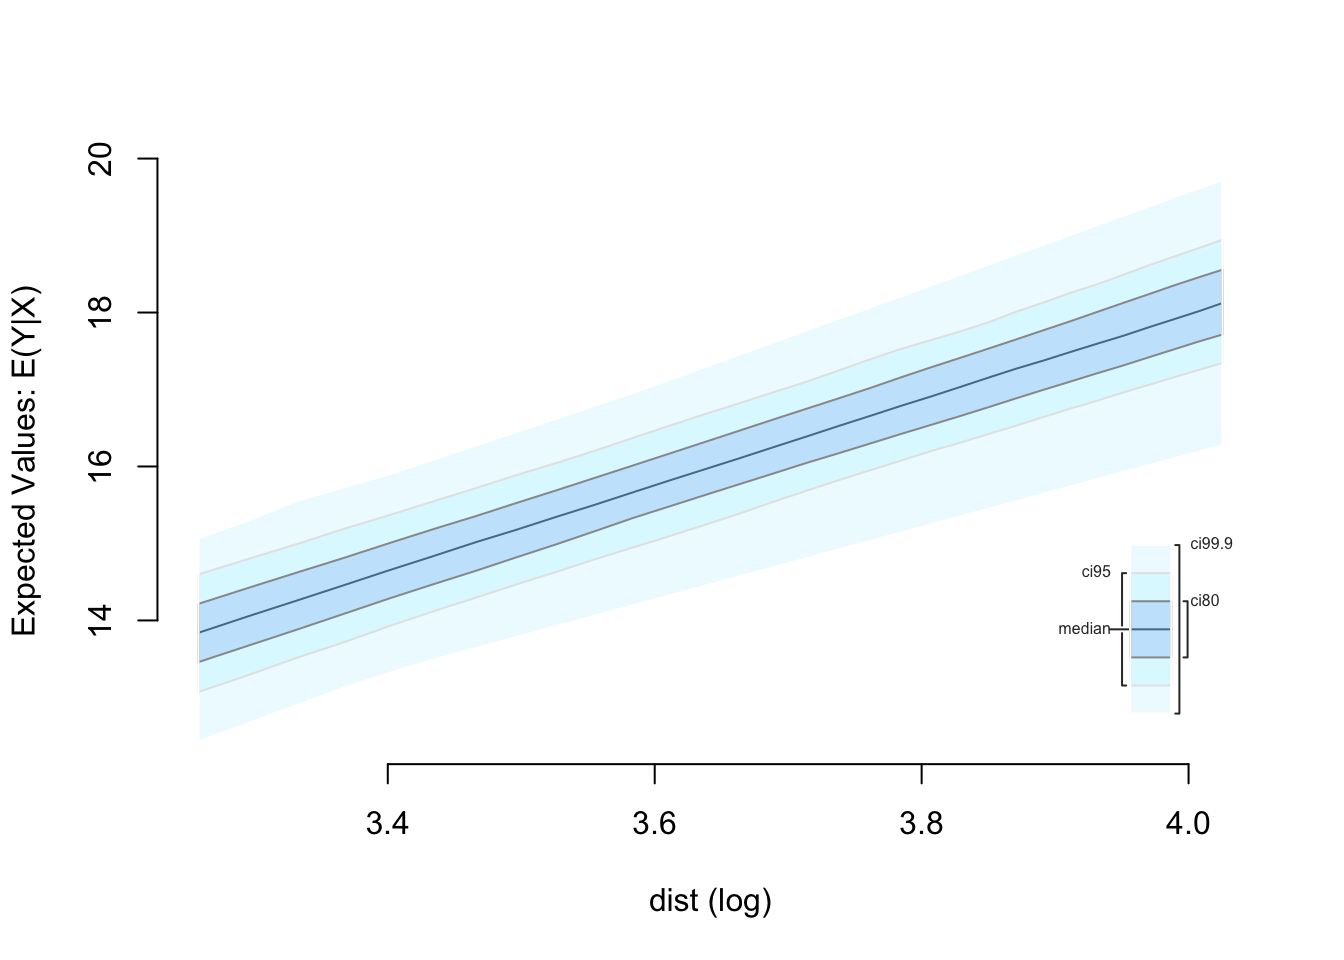 20
18
16
14
Expected Values: E(Y|X)
ci99.9
ci95
ci80
median
3.4 3.6 3.8 4.0
dist (log)